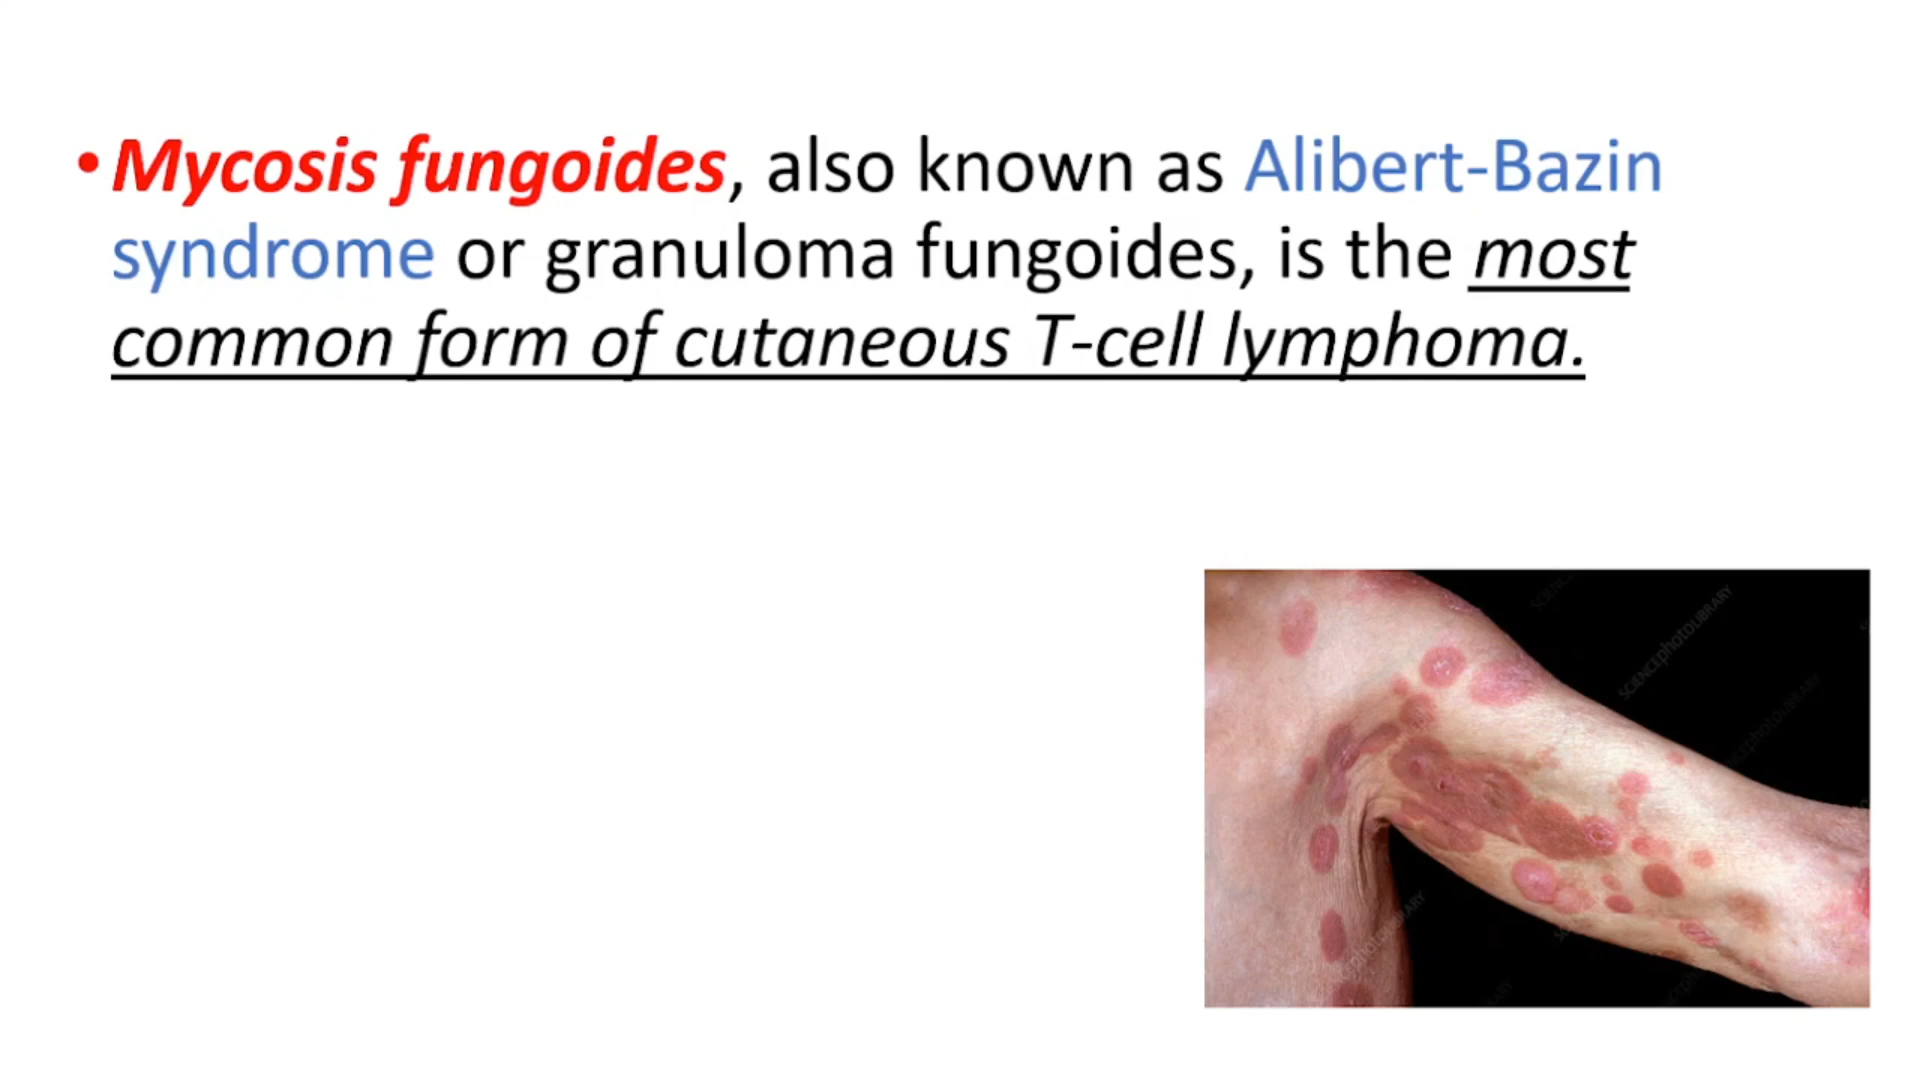 •Mycosis fungoides, also known as Alibert-Bazin
syndrome or granuloma fungoides, is the most
common form of cutaneous T-cell lymphoma.
SCIENCEphotoLIBRARY